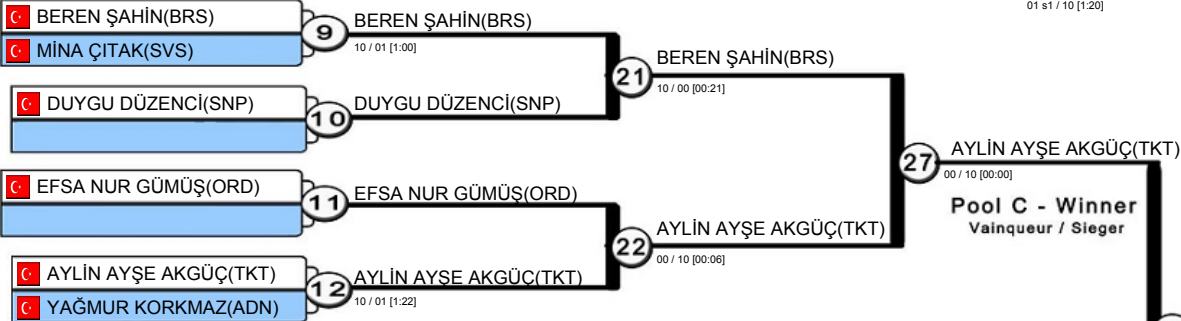 01 s1 / 10 [1:20]
BEREN ŞAHİN(BRS)
MİNA ÇITAK(SVS)
9
BEREN ŞAHİN(BRS)
10 / 01 [1:00]
21
BEREN ŞAHİN(BRS)
10 / 00 [00:21]
DUYGU DÜZENCİ(SNP)
10
DUYGU DÜZENCİ(SNP)
27
AYLİN AYŞE AKGÜÇ(TKT)
00 / 10 [00:00]
Pool C - Winner
Vainqueur / Sieger
EFSA NUR GÜMÜŞ(ORD)
11
EFSA NUR GÜMÜŞ(ORD)
22
AYLİN AYŞE AKGÜÇ(TKT)
00 / 10 [00:06]
AYLİN AYŞE AKGÜÇ(TKT)
YAĞMUR KORKMAZ(ADN)
12
AYLİN AYŞE AKGÜÇ(TKT)
10 / 01 [1:22]